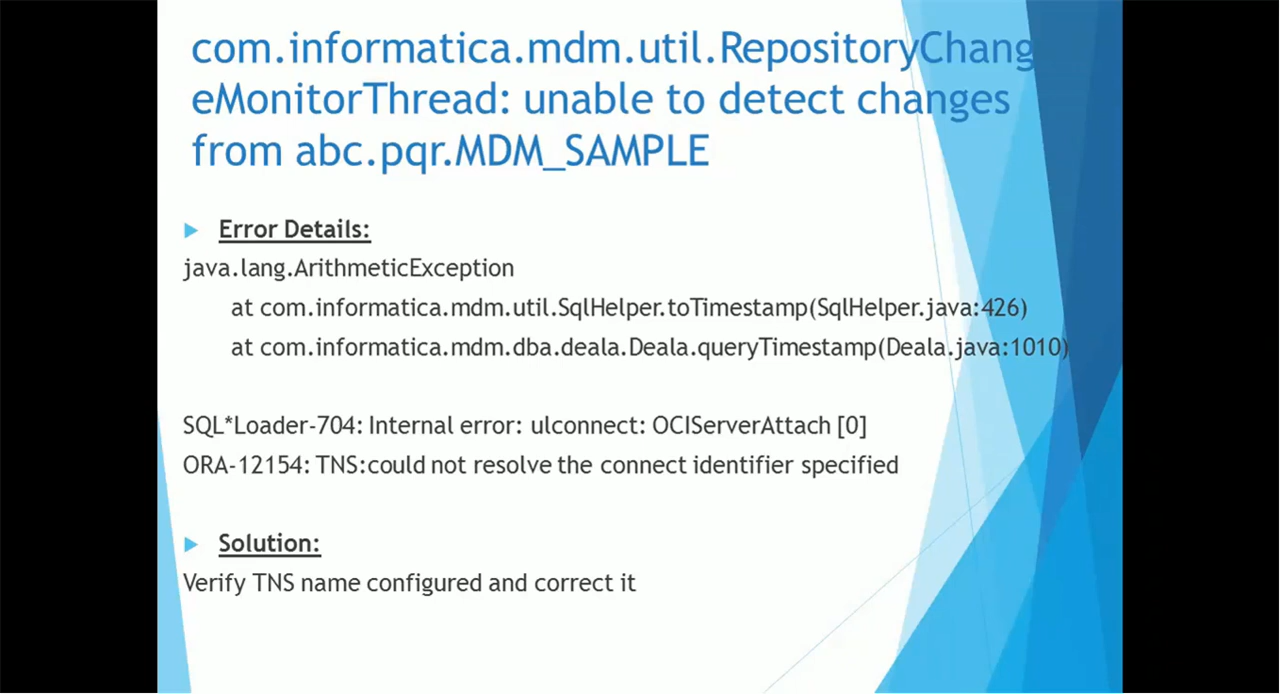 com.informatica.mdm.util.RepositoryChang
eMonitorThread: unable to detect changes
from abc.pqr.MDM_SAMPLE
Error Details:
java.lang.ArithmeticException
at com.informatica.mdm.util.SqlHelper.toTimestamp(SqlHelper.java:426)
at com.informatica.mdm.dba.deala.Deala.queryTimestamp(Deala.java:1010)
SQL*Loader-704: Internal error: ulconnect: OCIServerAttach [0]
ORA-12154: TNS:could not resolve the connect identifier specified
Solution:
Verify TNS name configured and correct it